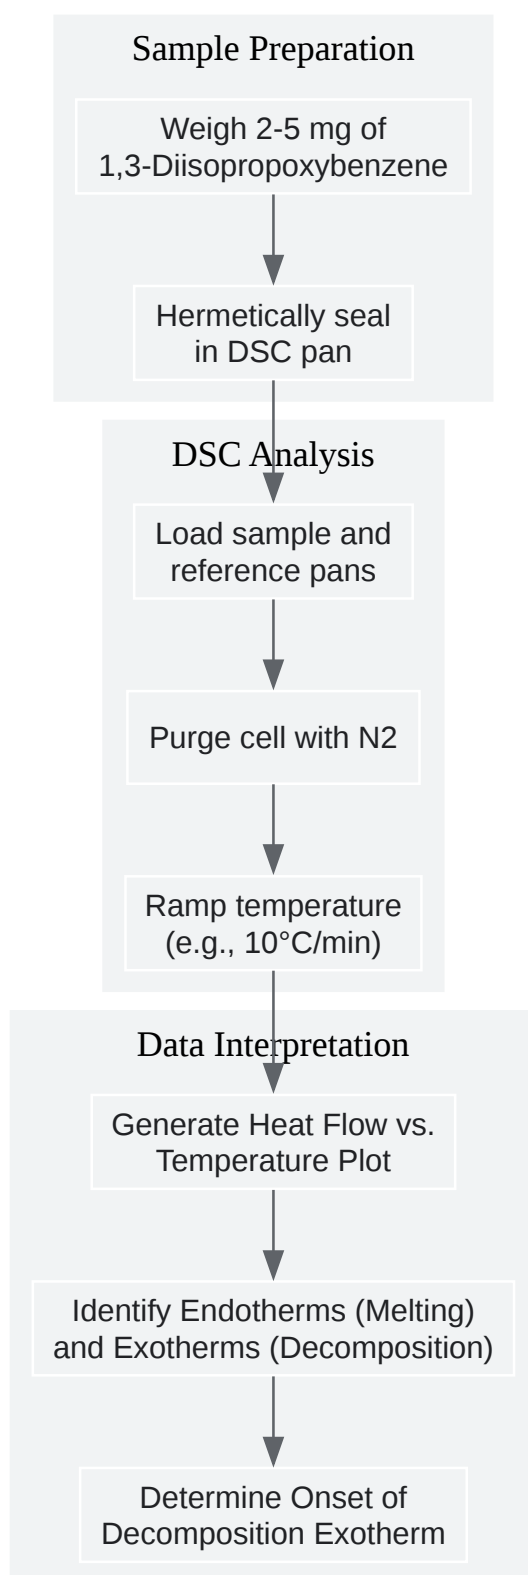 Sample Preparation
Weigh 2-5 mg of
1,3-Diisopropoxybenzene
Hermetically seal
in DSC pan
DSC Analysis
Load sample and
reference pans
Purge cell with N2
Ramp temperature
(e.g., 10°C/min)
Data Interpretation
Generate Heat Flow vs.
Temperature Plot
Identify Endotherms (Melting)
and Exotherms (Decomposition)
Determine Onset of
Decomposition Exotherm